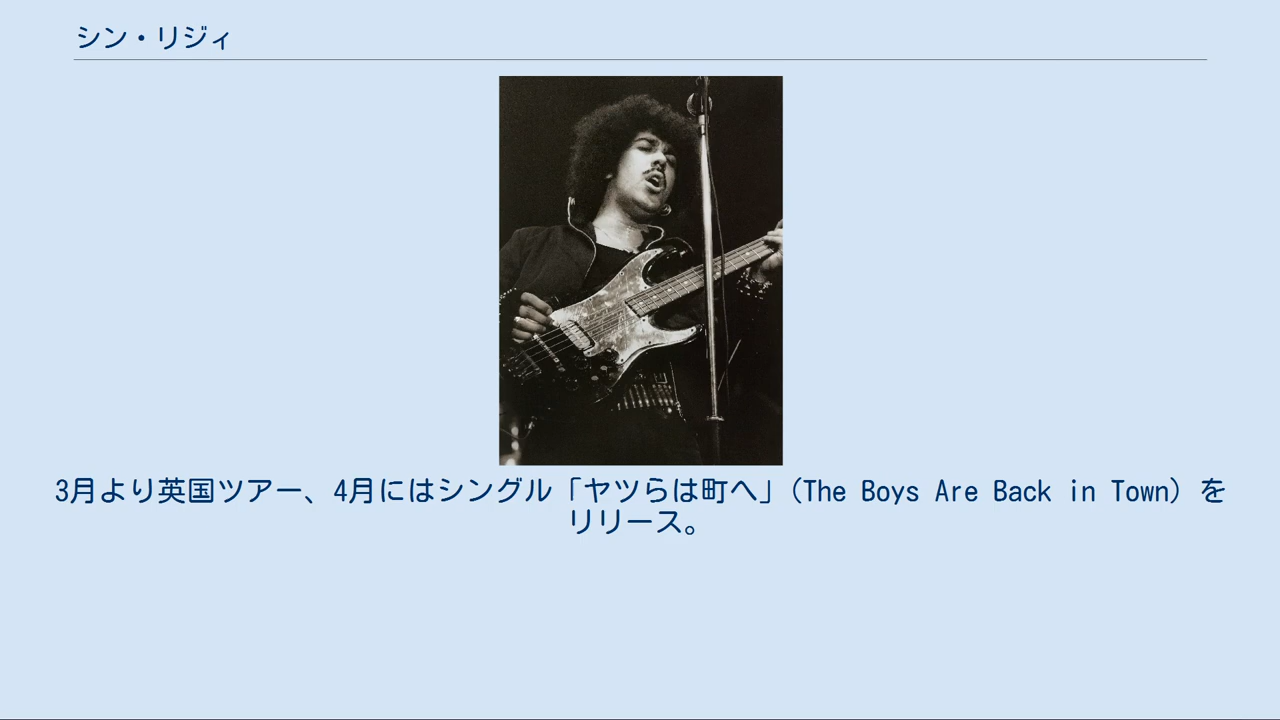 シン・リジィ
3月より英国ツアー、4月にはシングル「ヤツらは町へ」(The Boys Are Back in Town) を
リリース。